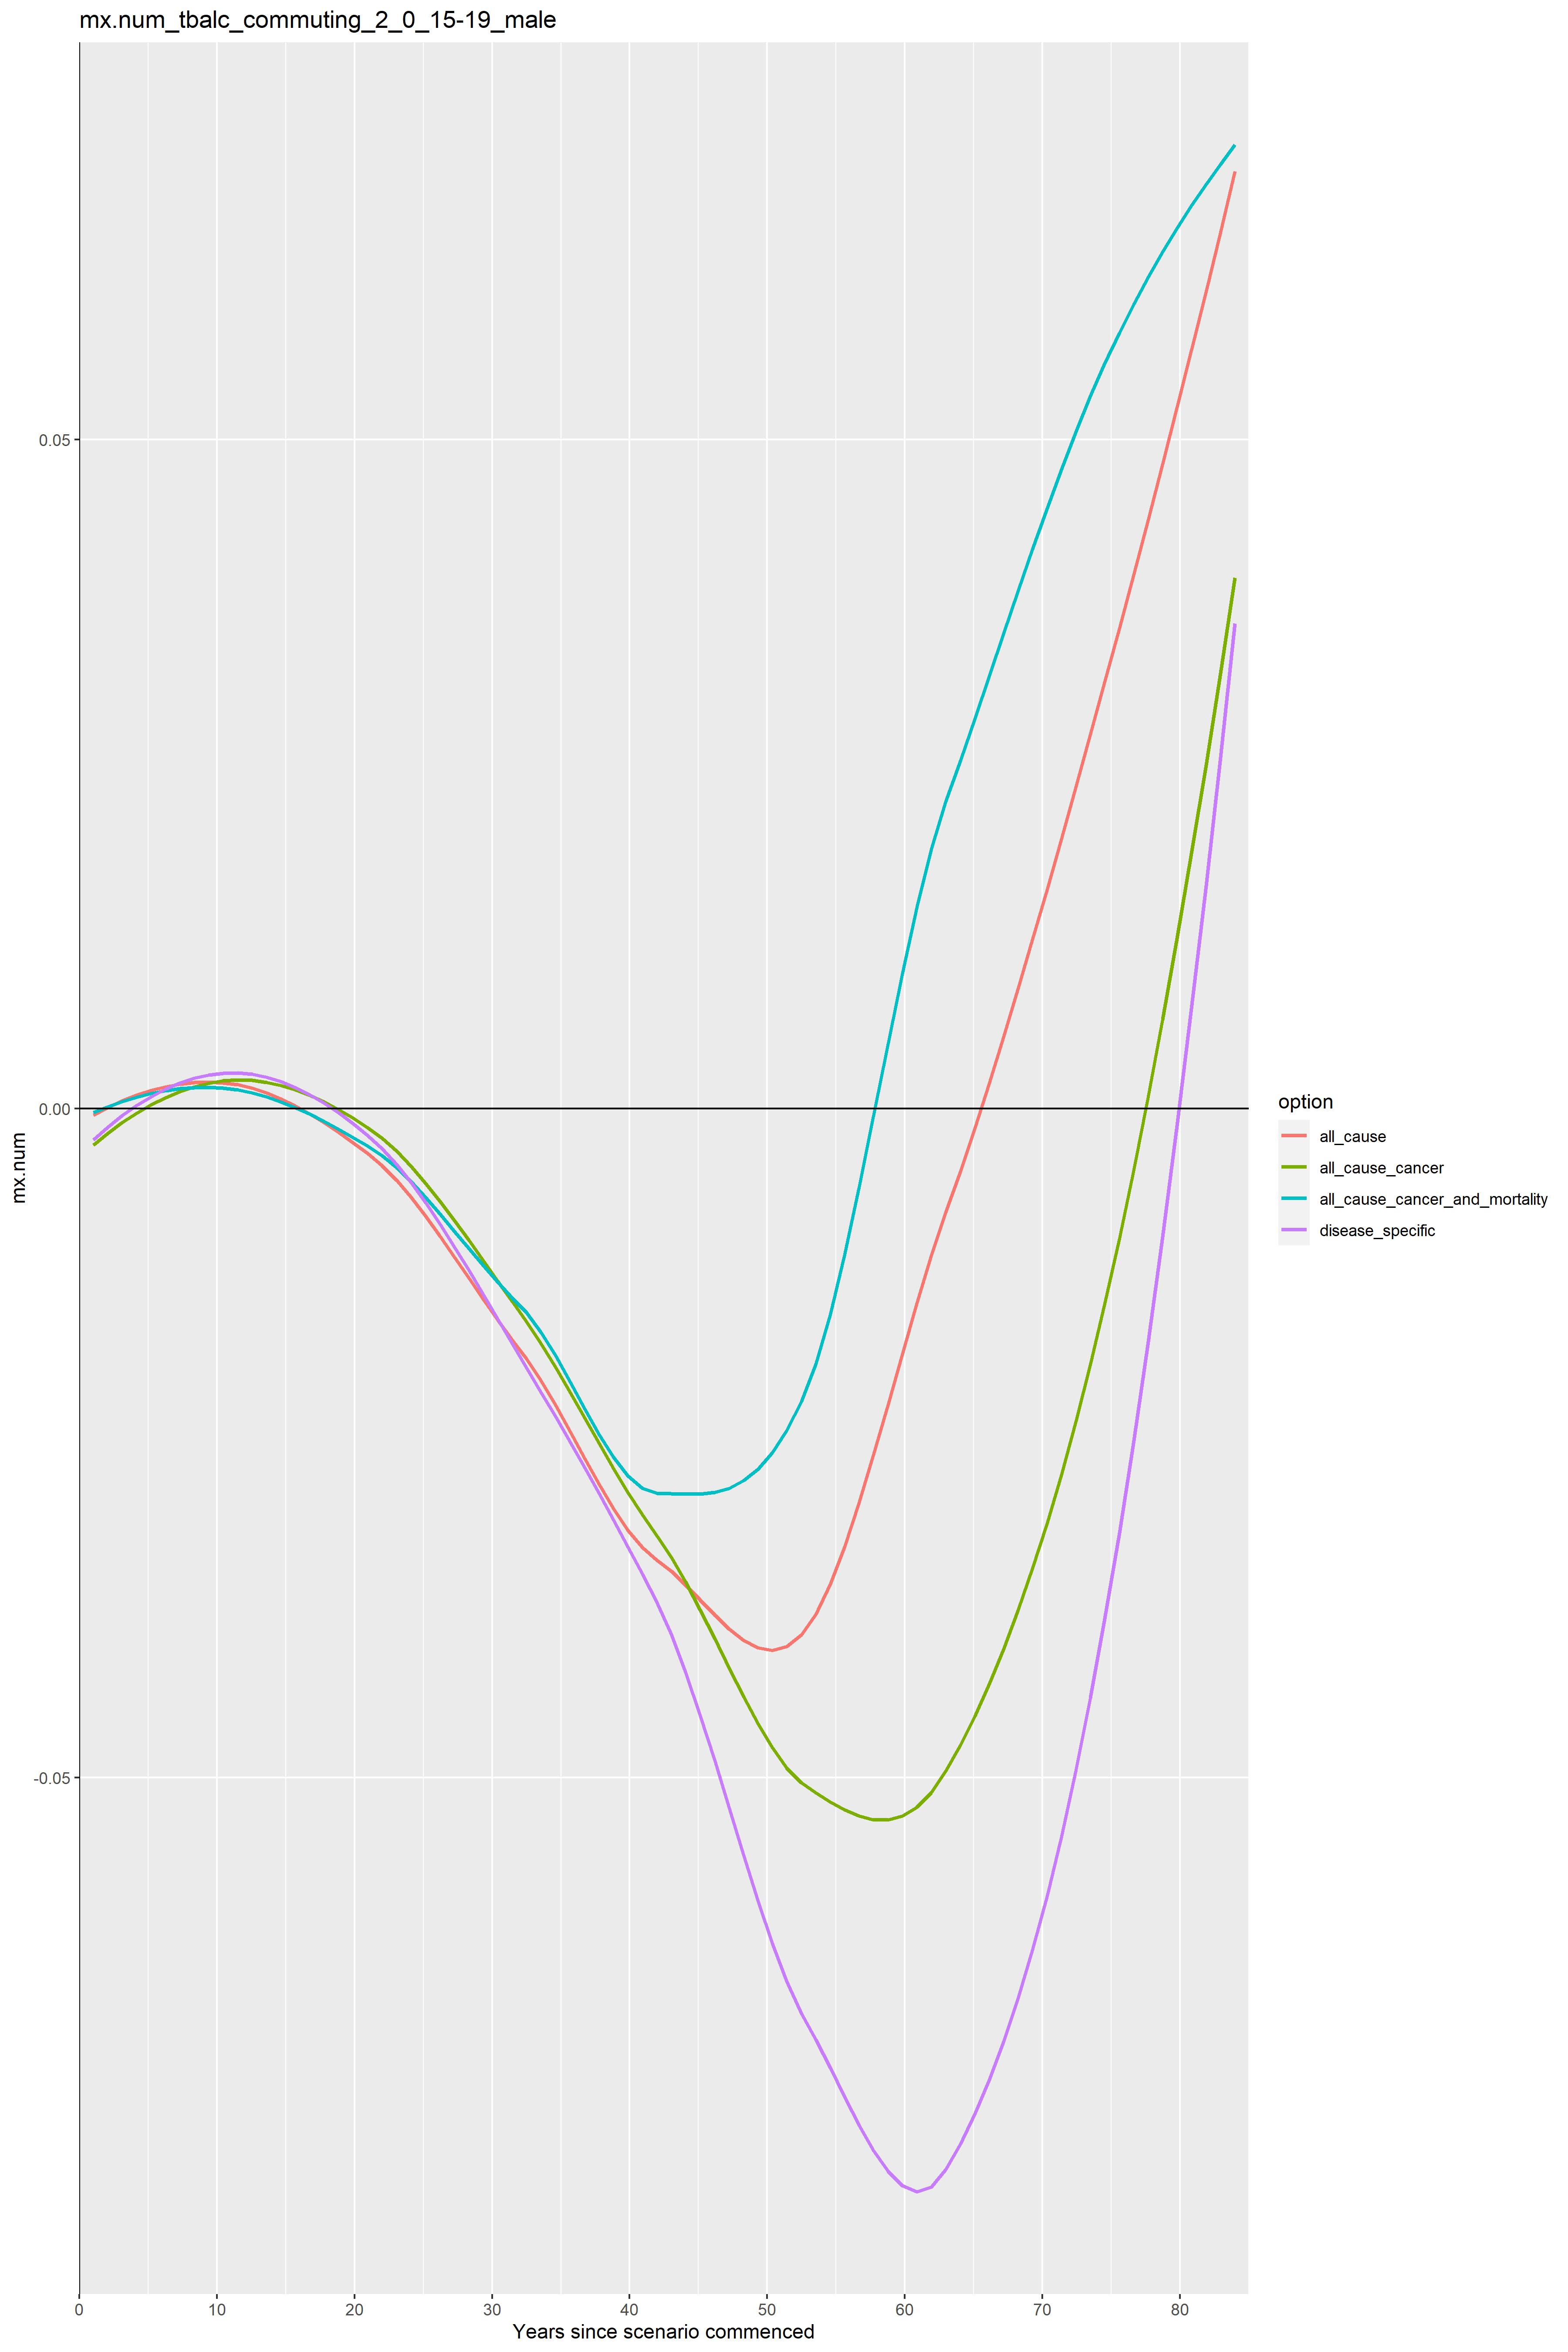 mx.num_tbalc_commuting_2_0_15-19_male
0.05
0.00
-0.05
mx.num
0 10 20 30 40 50 60 70 80
Years since scenario commenced
option
all_cause
all_cause_cancer
all_cause_cancer_and_mortality
disease_specific